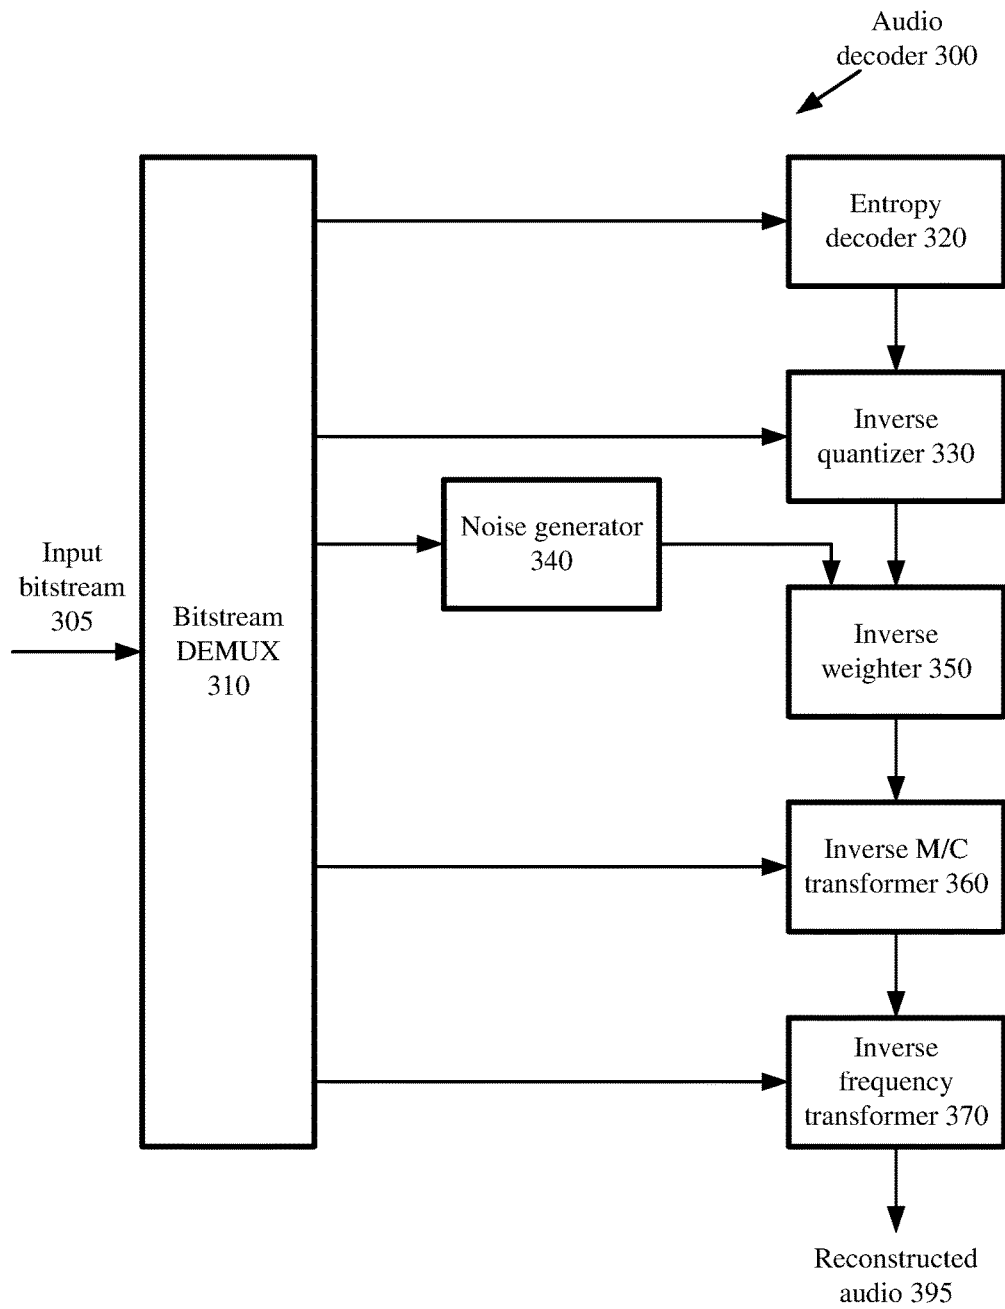 Audio
decoder 300
Entropy
decoder 320
Inverse
quantizer 330
Noise generator
340
Input
bitstream
305
Bitstream
DEMUX
310
Inverse
weighter 350
Inverse M/C
transformer 360
Inverse
frequency
transformer 370
Reconstructed
audio 395